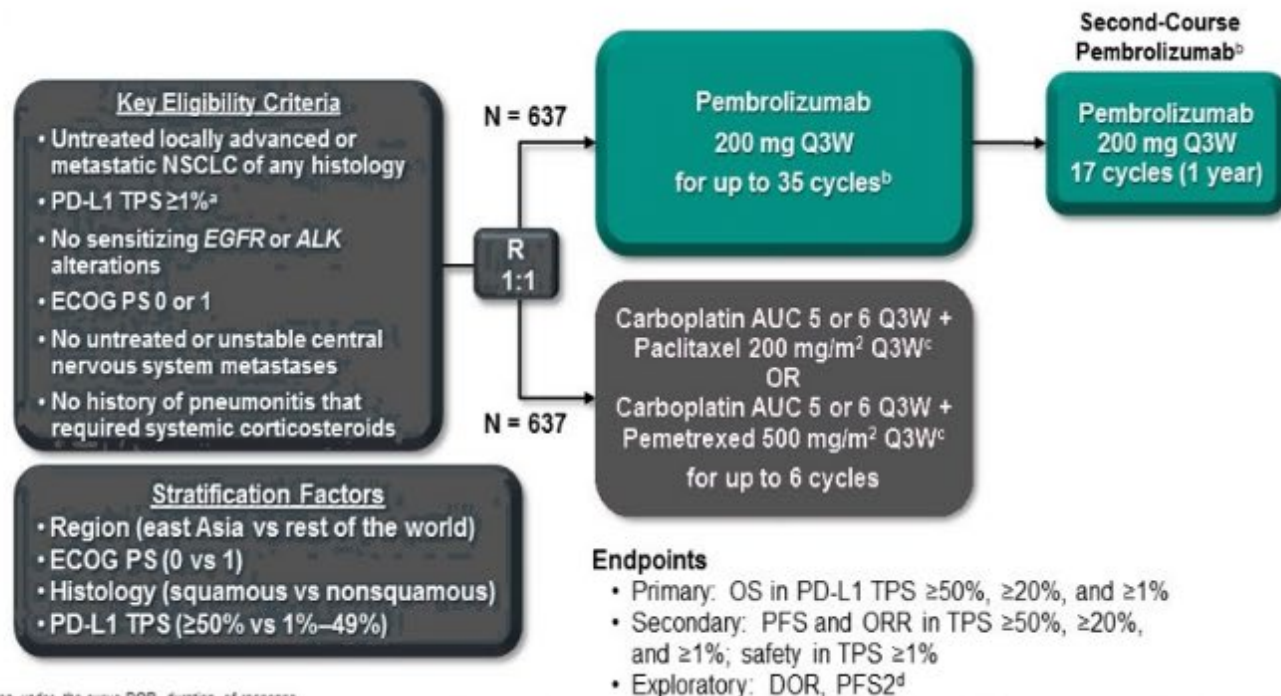 Key Eligibility Criteria
• Untreated locally advanced or
metastatic NSCLC of any histology
• PD-L1 TPS ≥1%ᵃ
• No sensitizing EGFR or ALK
alterations
• ECOG PS 0 or 1
• No untreated or unstable central
nervous system metastases
• No history of pneumonitis that
required systemic corticosteroids
Stratification Factors
• Region (east Asia vs rest of the world)
• ECOG PS (0 vs 1)
• Histology (squamous vs nonsquamous)
• PD-L1 TPS (≥50% vs 1%–49%)
R
1:1
N = 637
N = 637
Pembrolizumab
200 mg Q3W
for up to 35 cyclesᵇ
Second-Course
Pembrolizumabᵇ
Pembrolizumab
200 mg Q3W
17 cycles (1 year)
Carboplatin AUC 5 or 6 Q3W +
Paclitaxel 200 mg/m² Q3Wᶜ
OR
Carboplatin AUC 5 or 6 Q3W +
Pemetrexed 500 mg/m² Q3Wᶜ
for up to 6 cycles
Endpoints
• Primary: OS in PD-L1 TPS ≥50%, ≥20%, and ≥1%
• Secondary: PFS and ORR in TPS ≥50%, ≥20%,
and ≥1%; safety in TPS ≥1%
• Exploratory: DOR, PFS2ᵈ